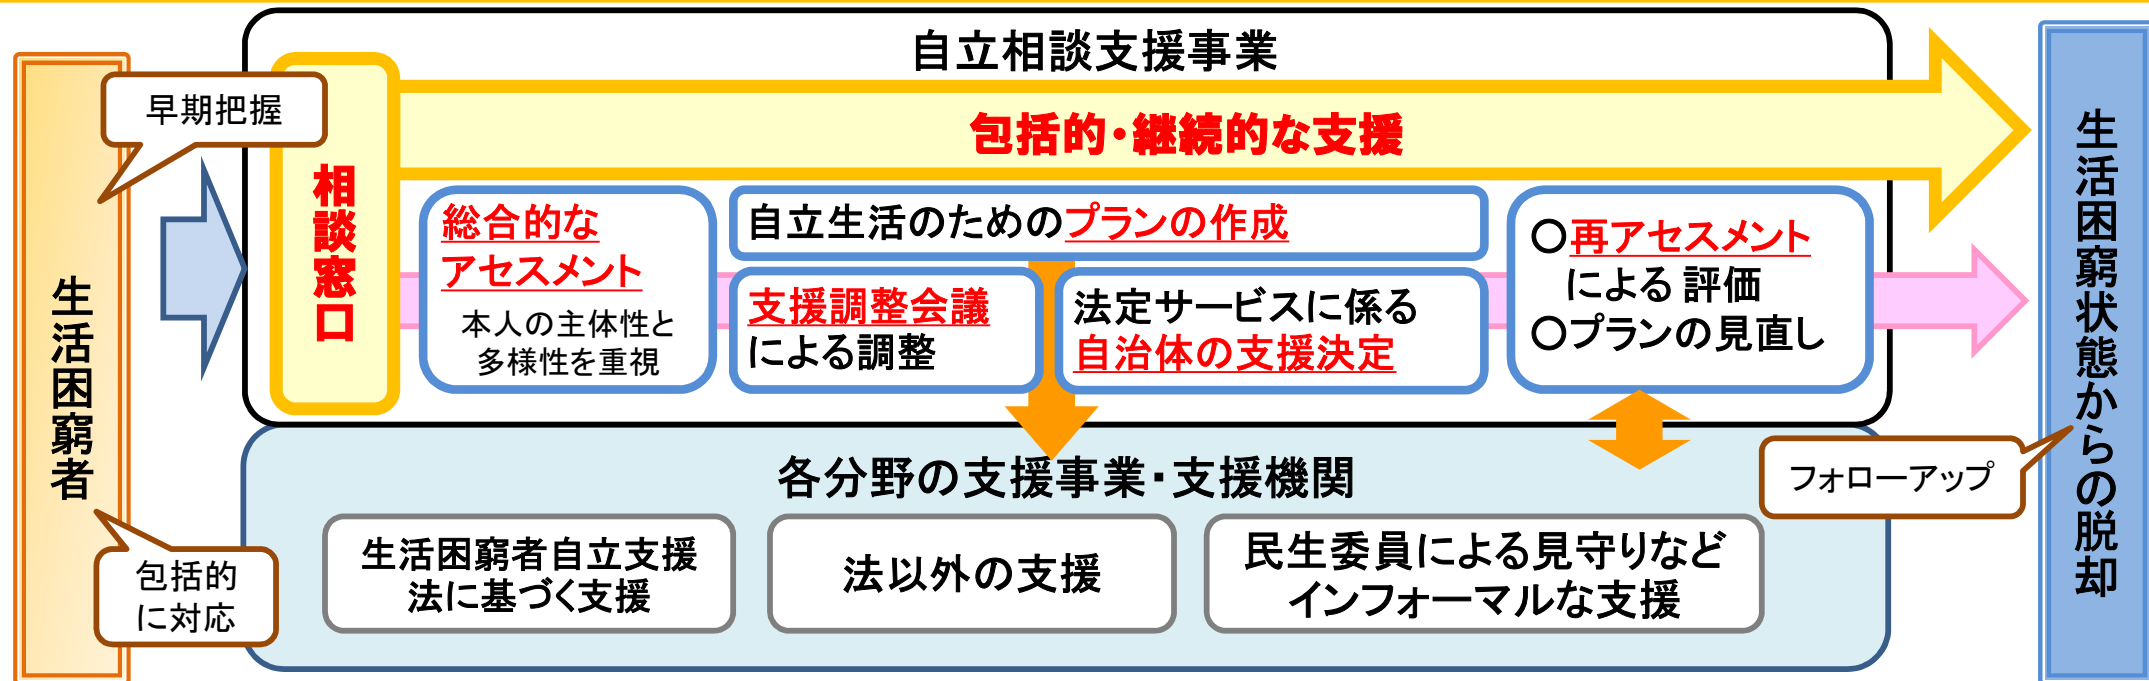 自立相談支援事業
早期把握
包括的・継続的な支援
生活困窮者
相談窓口
総合的な
アセスメント
本人の主体性と
多様性を重視
自立生活のためのプランの作成
支援調整会議
による調整
法定サービスに係る
自治体の支援決定
○再アセスメント
による 評価
○プランの見直し
生活困窮状態からの脱却
フォローアップ
包括的
に対応
各分野の支援事業・支援機関
生活困窮者自立支援
法に基づく支援
法以外の支援
民生委員による見守りなど
インフォーマルな支援